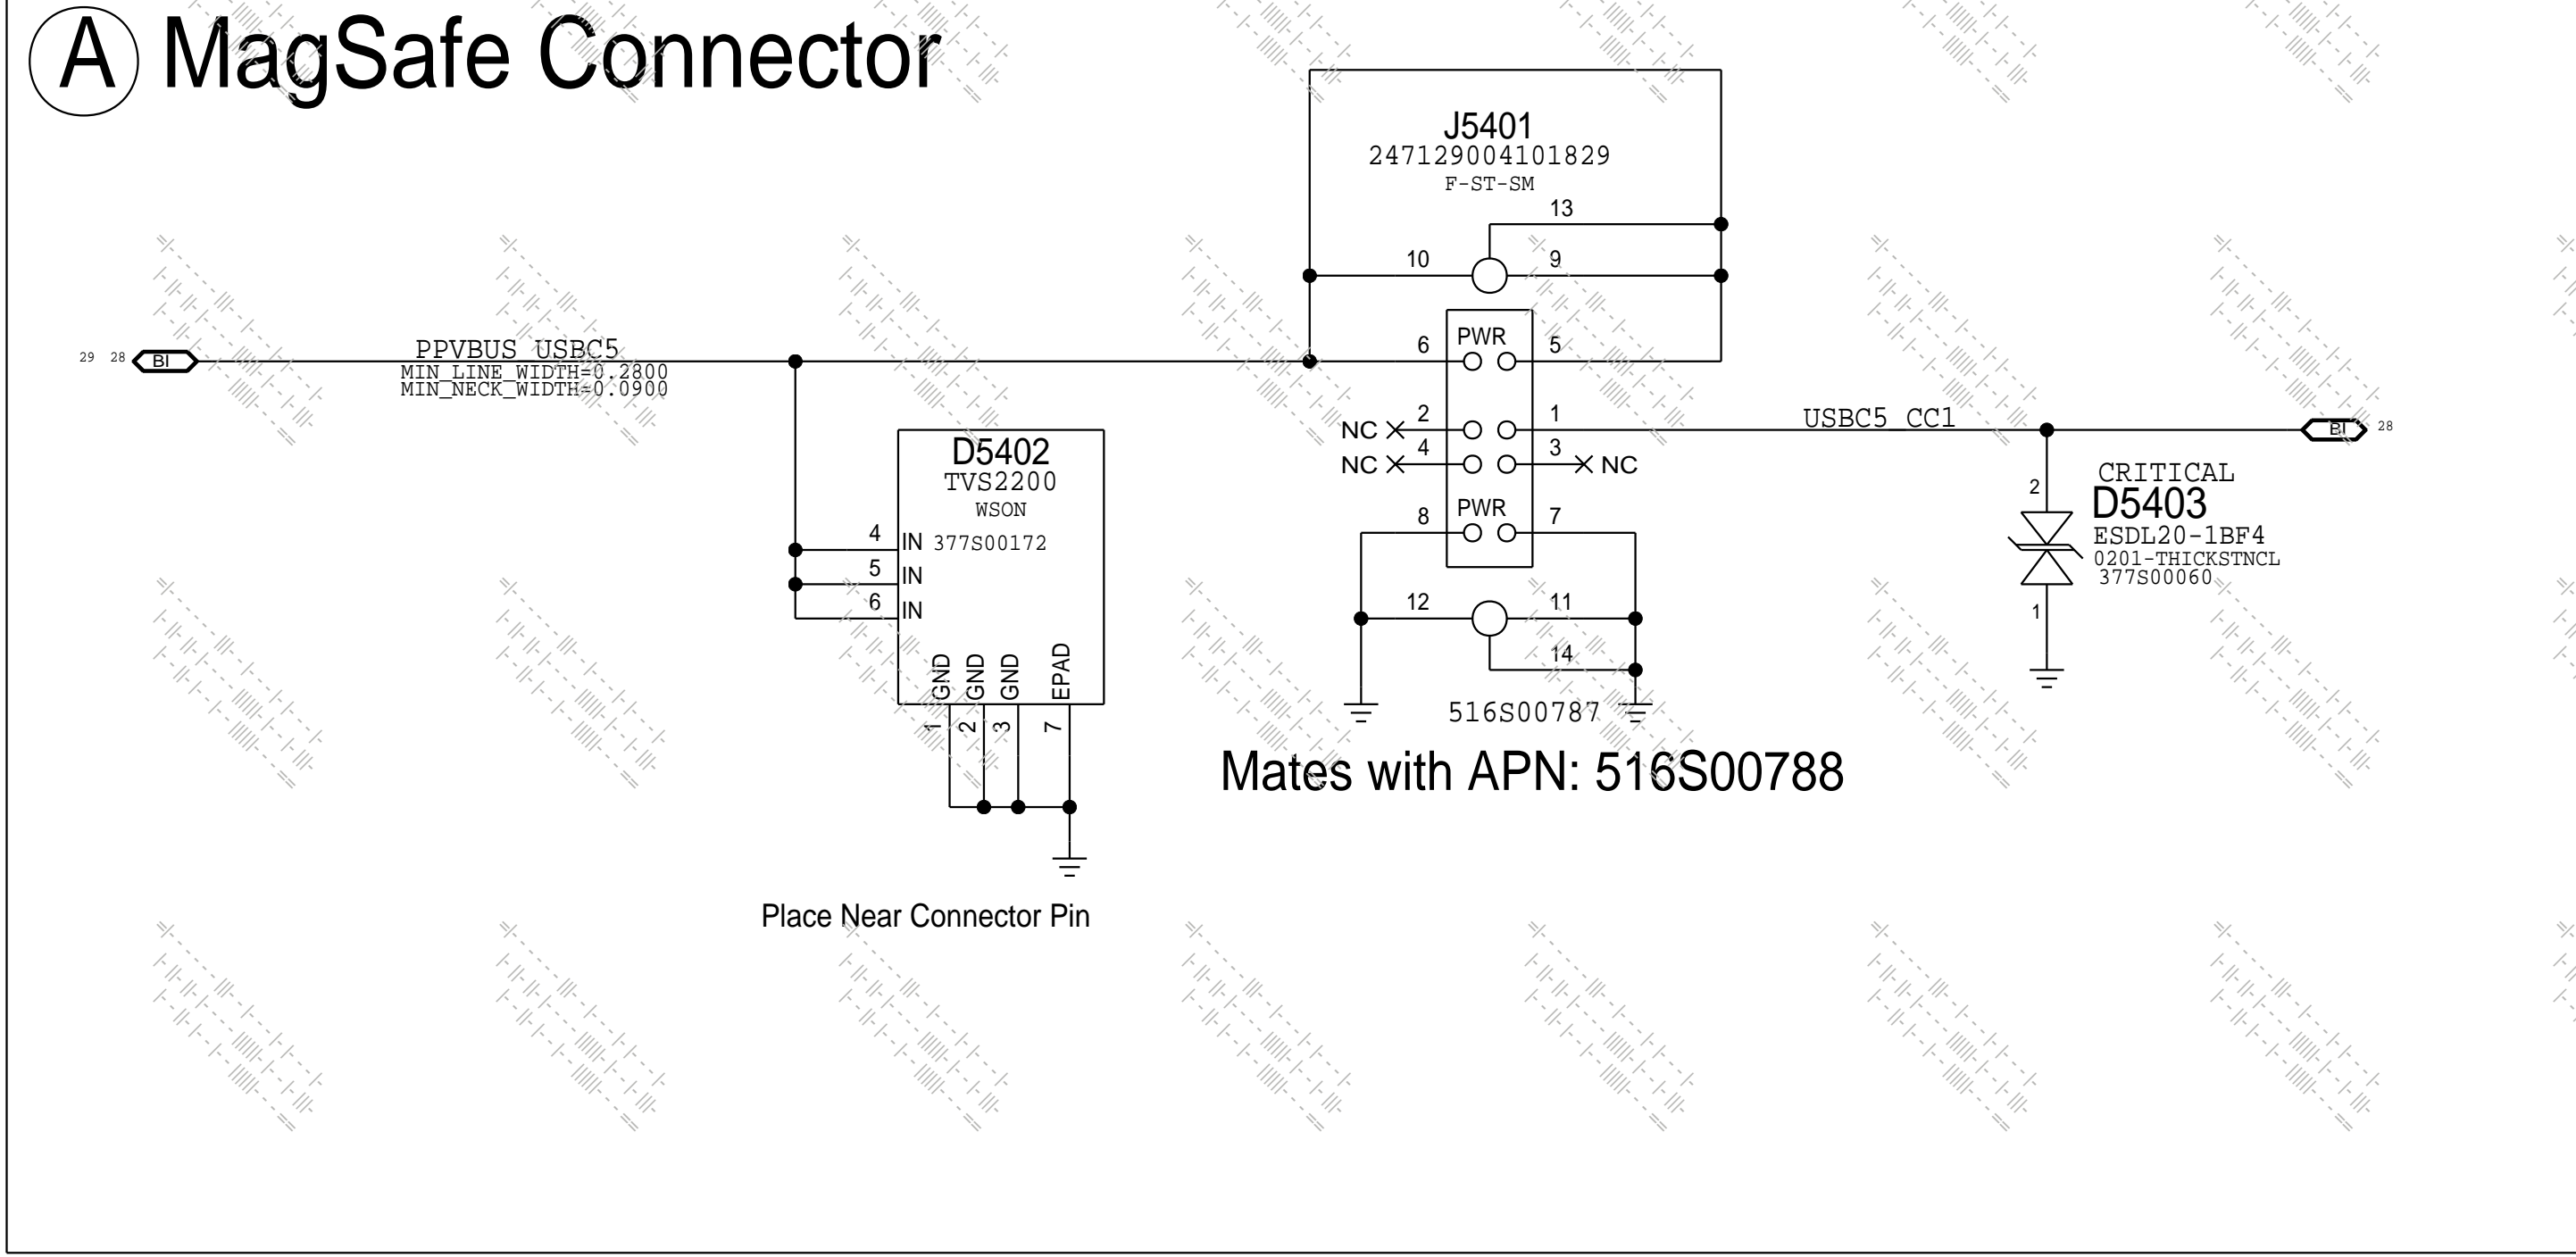 A MagSafe Connector
J5401
247129004101829
F-ST-SM
13
10 9
PWR
6 5
29 28 BI PPVBUS_USBC5
MIN_LINE_WIDTH=0.2800
MIN_NECK_WIDTH=0.0900
NC 2 1 USBC5_CC1 BI 28
NC 4 3 NC
PWR
8 7
12 11
14
516S00787
Mates with APN: 516S00788
D5402
TVS2200
WSON
377S00172
4 IN
5 IN
6 IN
GND GND GND EPAD
1 2 3 7
Place Near Connector Pin
CRITICAL
2 D5403
ESDL20-1BF4
0201-THICKSTNCL
377S00060
1